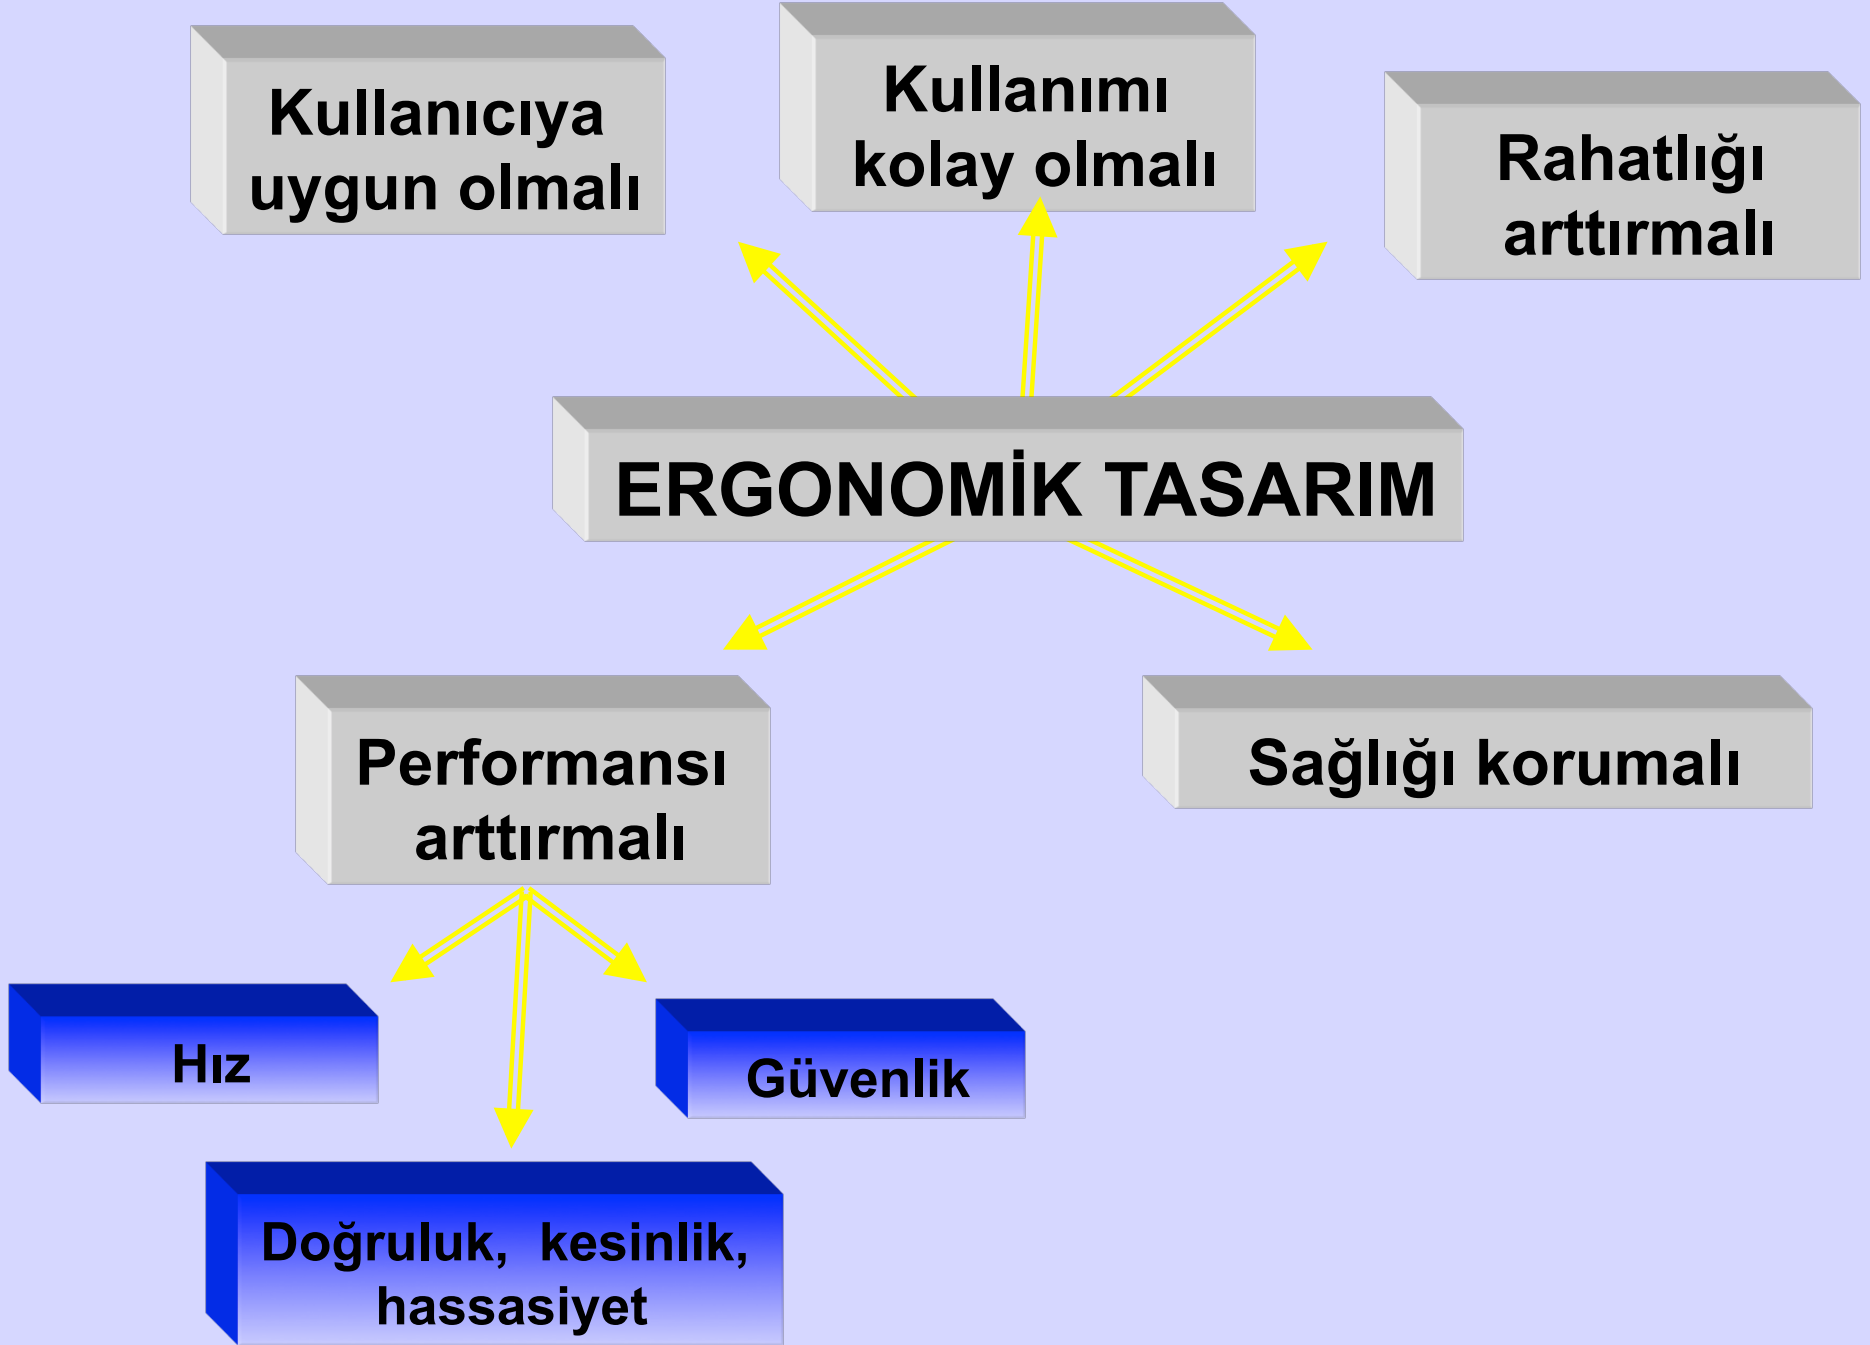 Kullanıcıya
uygun olmalı
Kullanımı
kolay olmalı
Rahatlığı
arttırmalı
ERGONOMİK TASARIM
Performansı
arttırmalı
Sağlığı korumalı
Hız
Güvenlik
Doğruluk, kesinlik,
hassasiyet